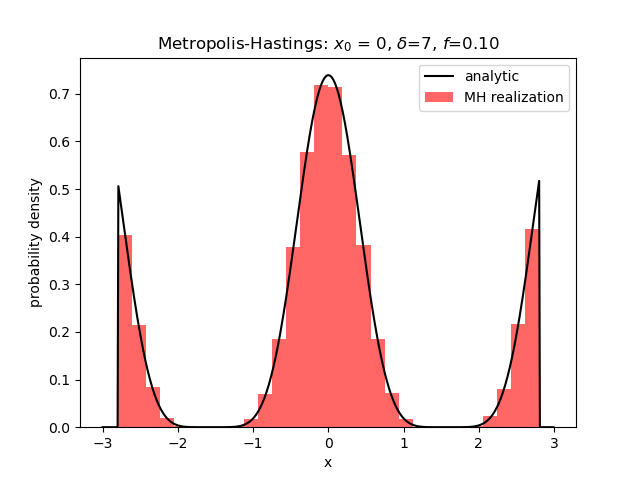 Metropolis-Hastings: x₀ = 0, δ=7, f=0.10
analytic
MH realization
probability density
0.7
0.6
0.5
0.4
0.3
0.2
0.1
0.0
−3 −2 −1 0 1 2 3
x